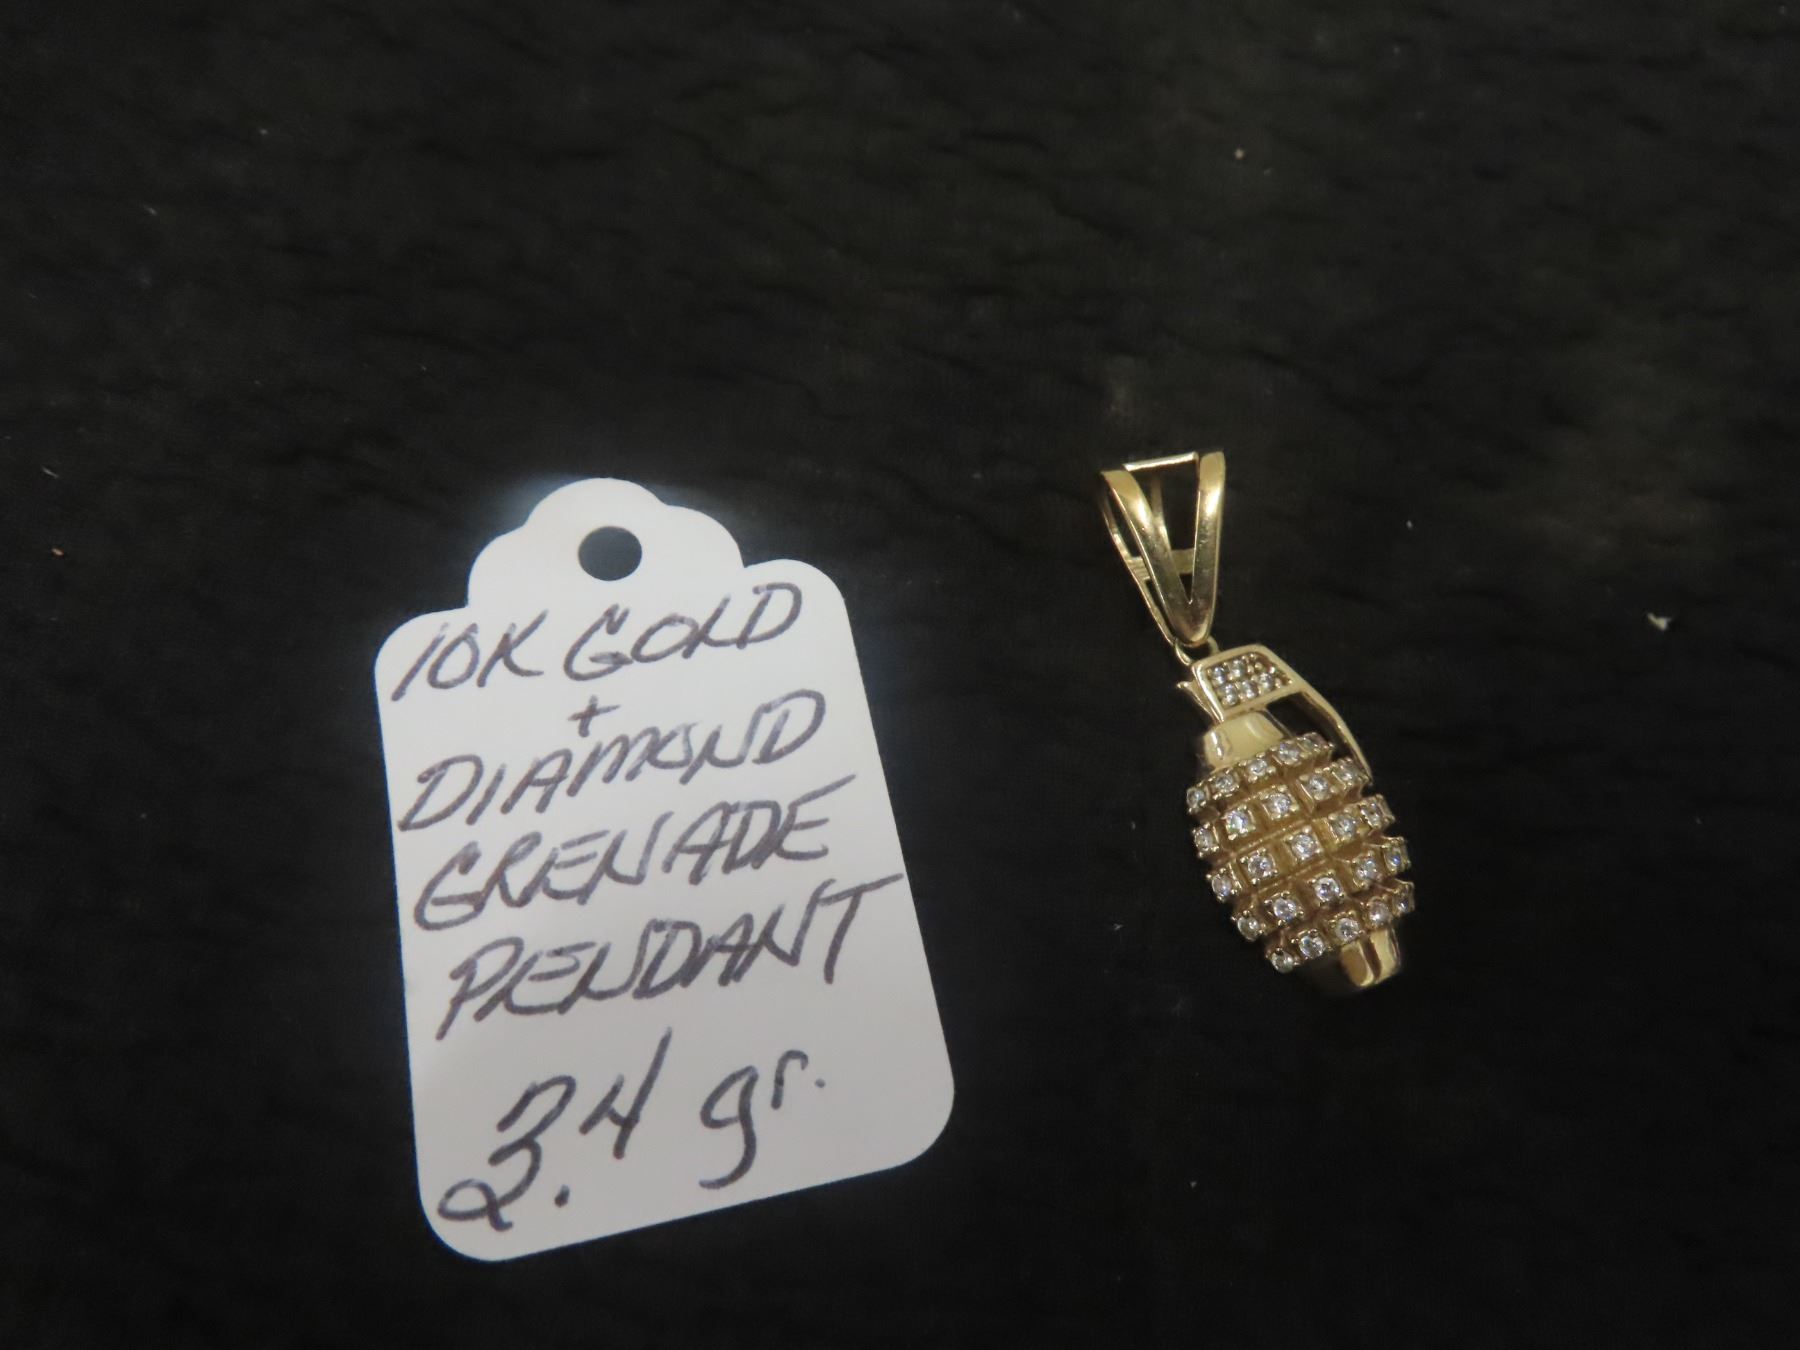 10K GOLD
+
DIAMOND
GRENADE
PENDANT
3.4 gr.